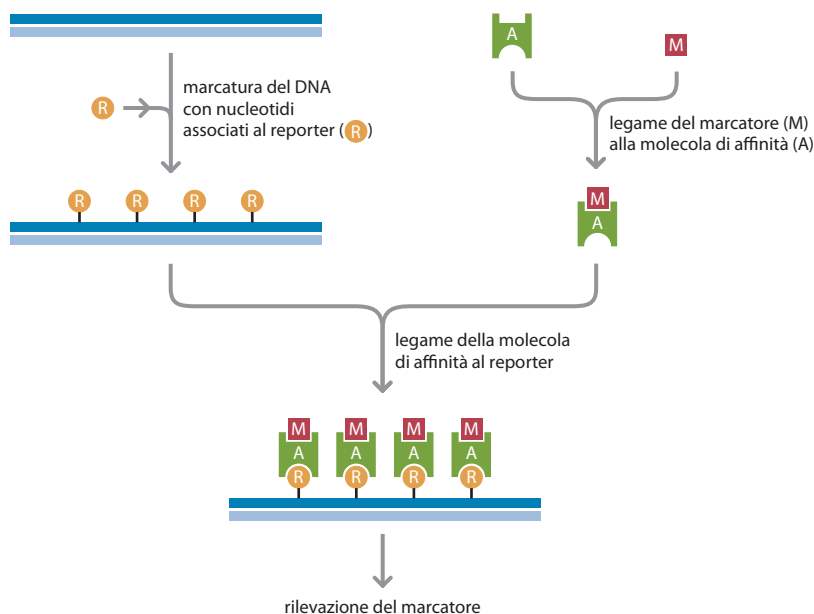 A
M
marcatura del DNA
con nucleotidi
associati al reporter (R)
R
legame del marcatore (M)
alla molecola di affinità (A)
R R R R
M
A
legame della molecola
di affinità al reporter
M M M M
A A A A
R R R R
rilevazione del marcatore